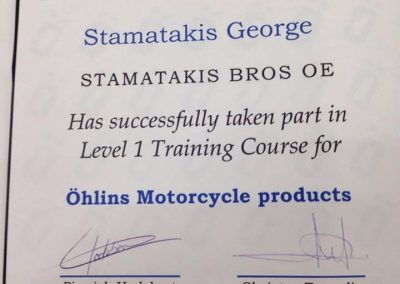 Stamatakis George
STAMATAKIS BROS OE
Has successfully taken part in
Level 1 Training Course for
Öhlins Motorcycle products